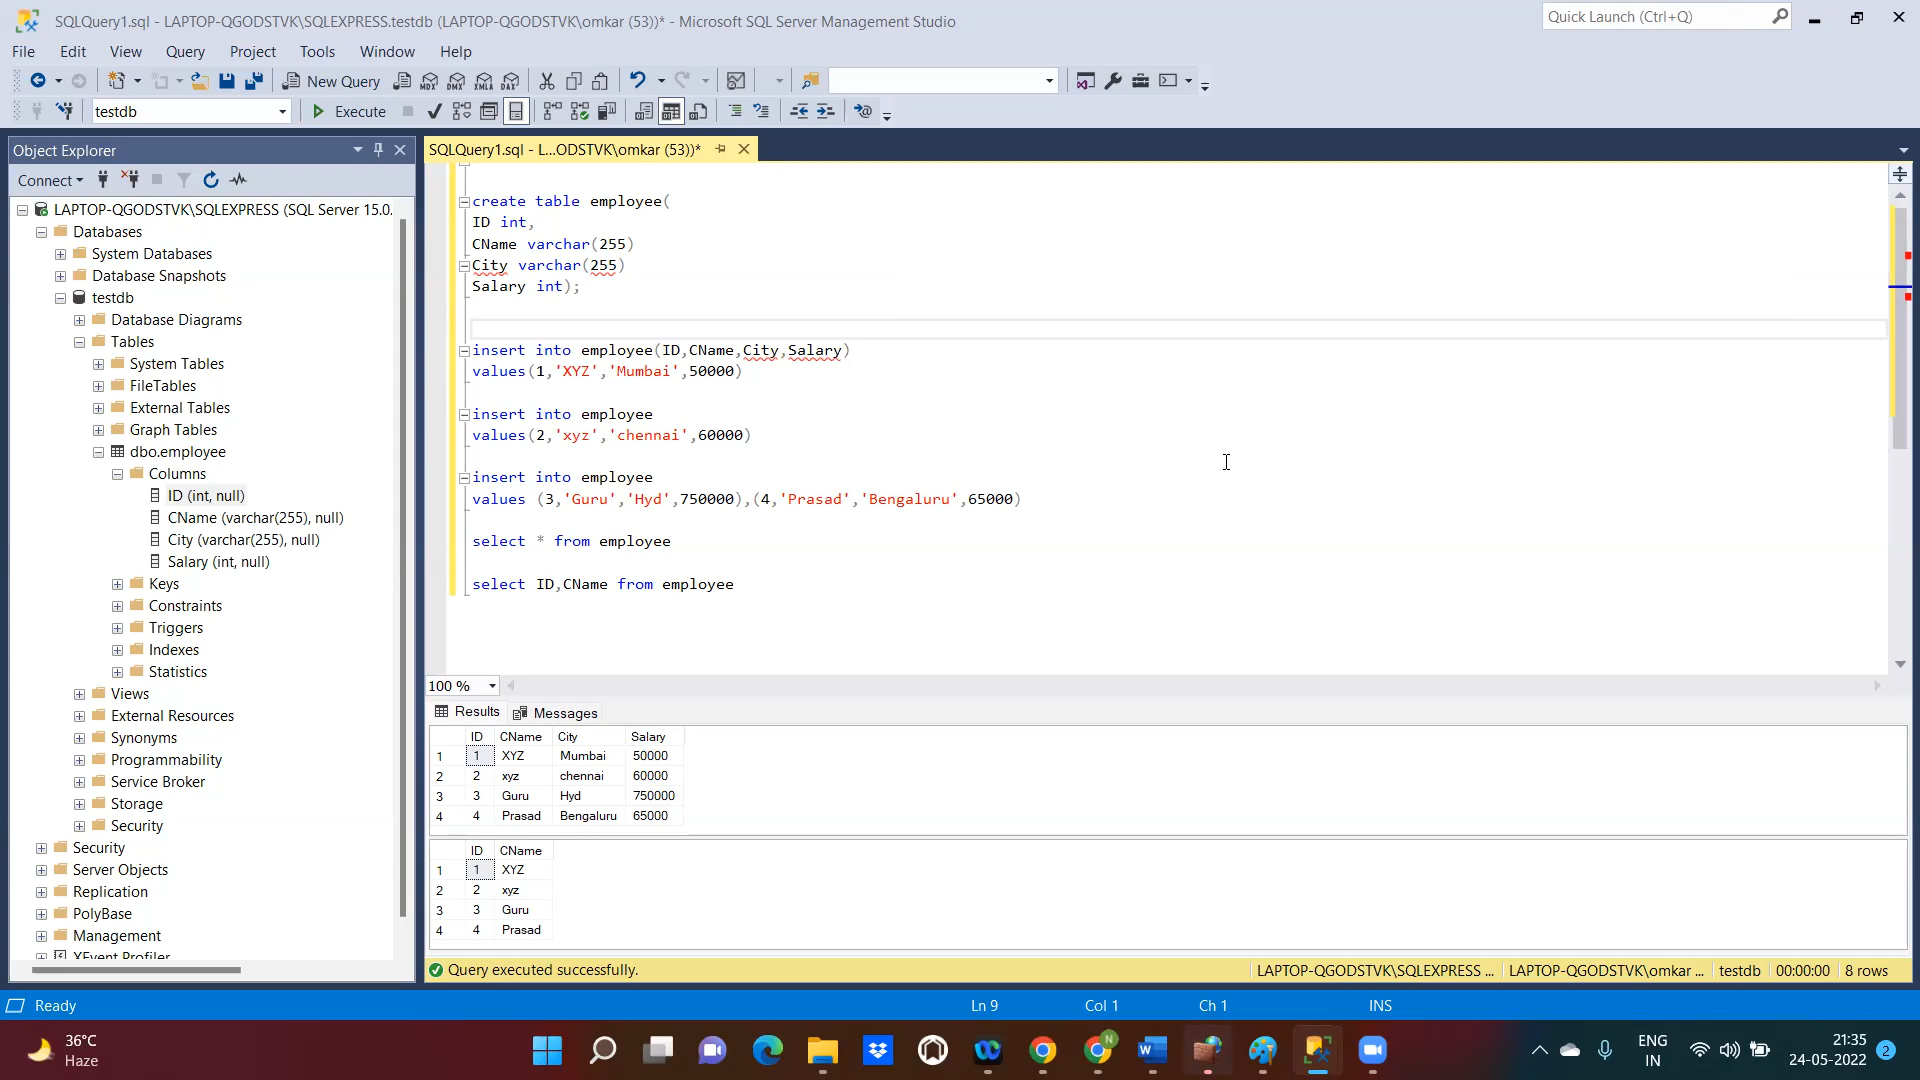 SQLQuery1.sql - LAPTOP-QGODSTVK\SQLEXPRESS.testdb (LAPTOP-QGODSTVK\omkar (53))* - Microsoft SQL Server Management Studio
Quick Launch (Ctrl+Q)
File Edit View Query Project Tools Window Help
New Query
MDX DMX XMLA DAX
testdb
Execute
Object Explorer
Connect
LAPTOP-QGODSTVK\SQLEXPRESS (SQL Server 15.0.
Databases
System Databases
Database Snapshots
testdb
Database Diagrams
Tables
System Tables
FileTables
External Tables
Graph Tables
dbo.employee
Columns
ID (int, null)
CName (varchar(255), null)
City (varchar(255), null)
Salary (int, null)
Keys
Constraints
Triggers
Indexes
Statistics
Views
External Resources
Synonyms
Programmability
Service Broker
Storage
Security
Security
Server Objects
Replication
PolyBase
Management
XEvent Profiler
SQLQuery1.sql - L...ODSTVK\omkar (53))*
create table employee(
ID int,
CName varchar(255)
City varchar(255)
Salary int);
insert into employee(ID,CName,City,Salary)
values(1,'XYZ','Mumbai',50000)
insert into employee
values(2,'xyz','chennai',60000)
insert into employee
values (3,'Guru','Hyd',750000),(4,'Prasad','Bengaluru',65000)
select * from employee
select ID,CName from employee
100 %
Results Messages
ID CName City Salary
1 1 XYZ Mumbai 50000
2 2 xyz chennai 60000
3 3 Guru Hyd 750000
4 4 Prasad Bengaluru 65000
ID CName
1 1 XYZ
2 2 xyz
3 3 Guru
4 4 Prasad
Query executed successfully.
LAPTOP-QGODSTVK\SQLEXPRESS ... LAPTOP-QGODSTVK\omkar ... testdb 00:00:00 8 rows
Ready
Ln 9 Col 1 Ch 1 INS
36°C
Haze
ENG
IN
21:35
24-05-2022
2